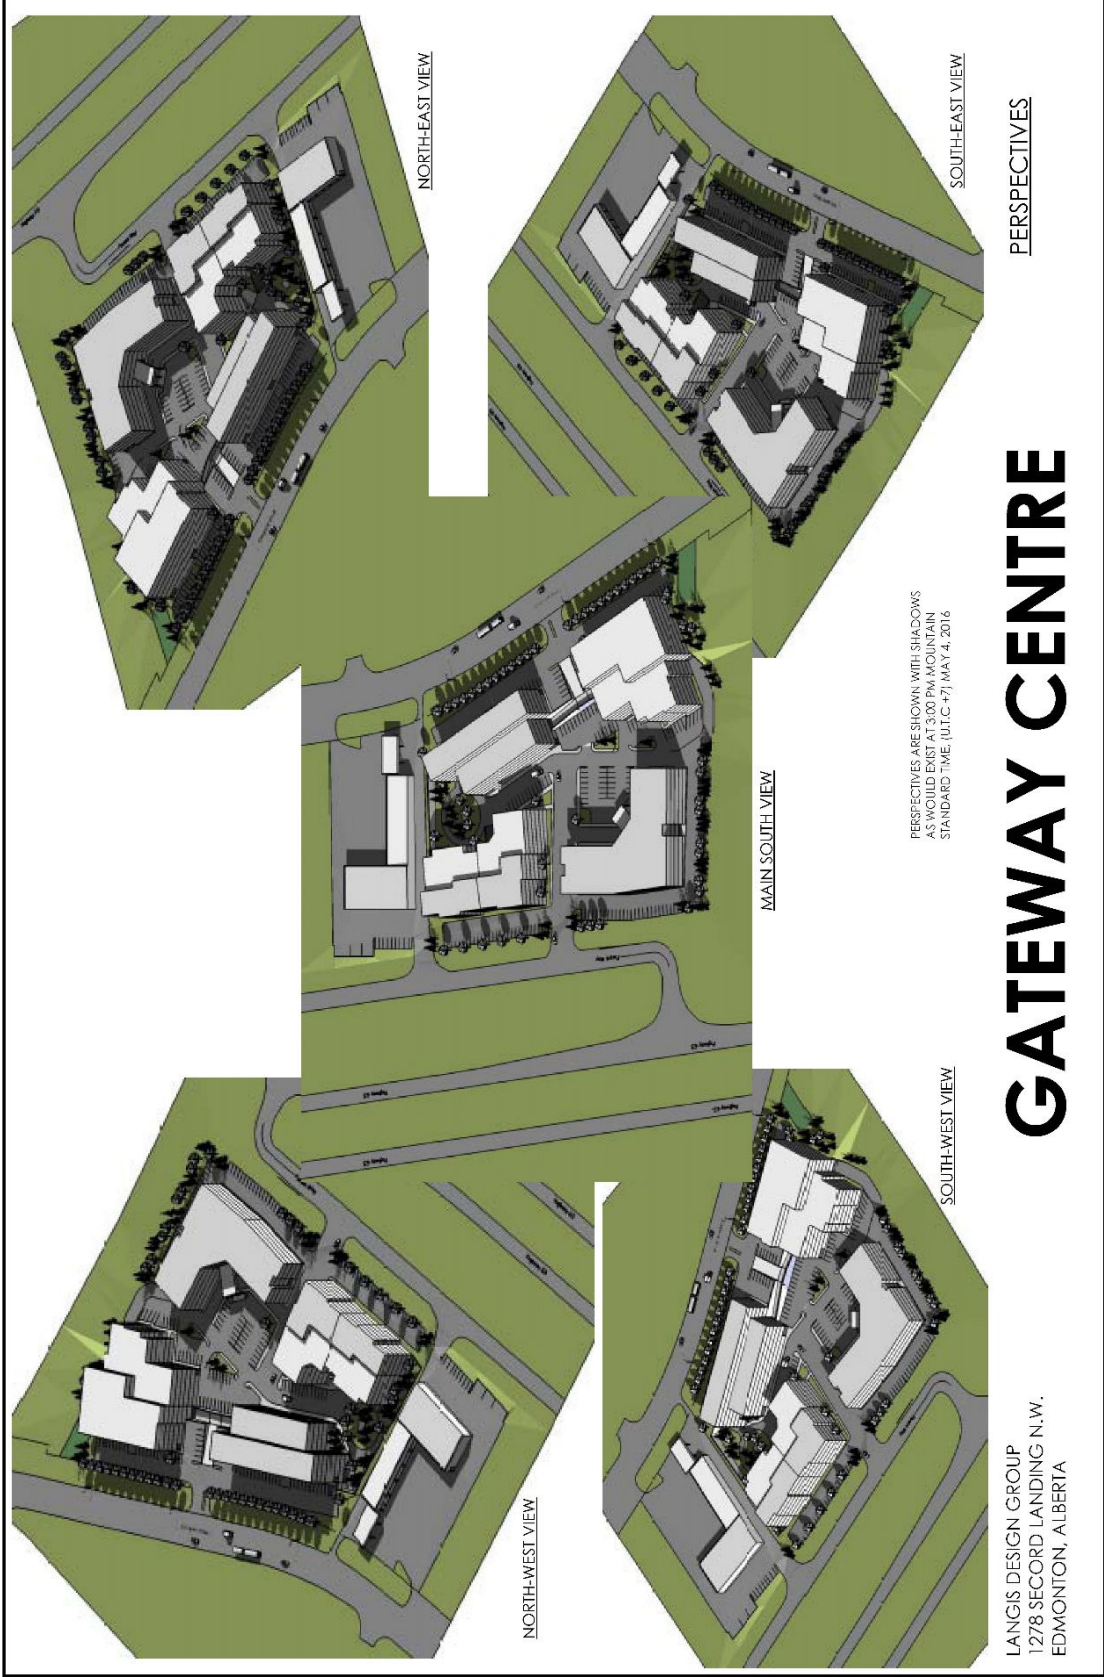 NORTH-WEST VIEW
NORTH-EAST VIEW
MAIN SOUTH VIEW
SOUTH-WEST VIEW
SOUTH-EAST VIEW
PERSPECTIVES ARE SHOWN WITH SHADOWS
AS WOULD EXIST AT 3:00 PM MOUNTAIN
STANDARD TIME, (U.T.C +7) MAY 4, 2016
LANGIS DESIGN GROUP
1278 SECORD LANDING N.W.
EDMONTON, ALBERTA
GATEWAY CENTRE
PERSPECTIVES